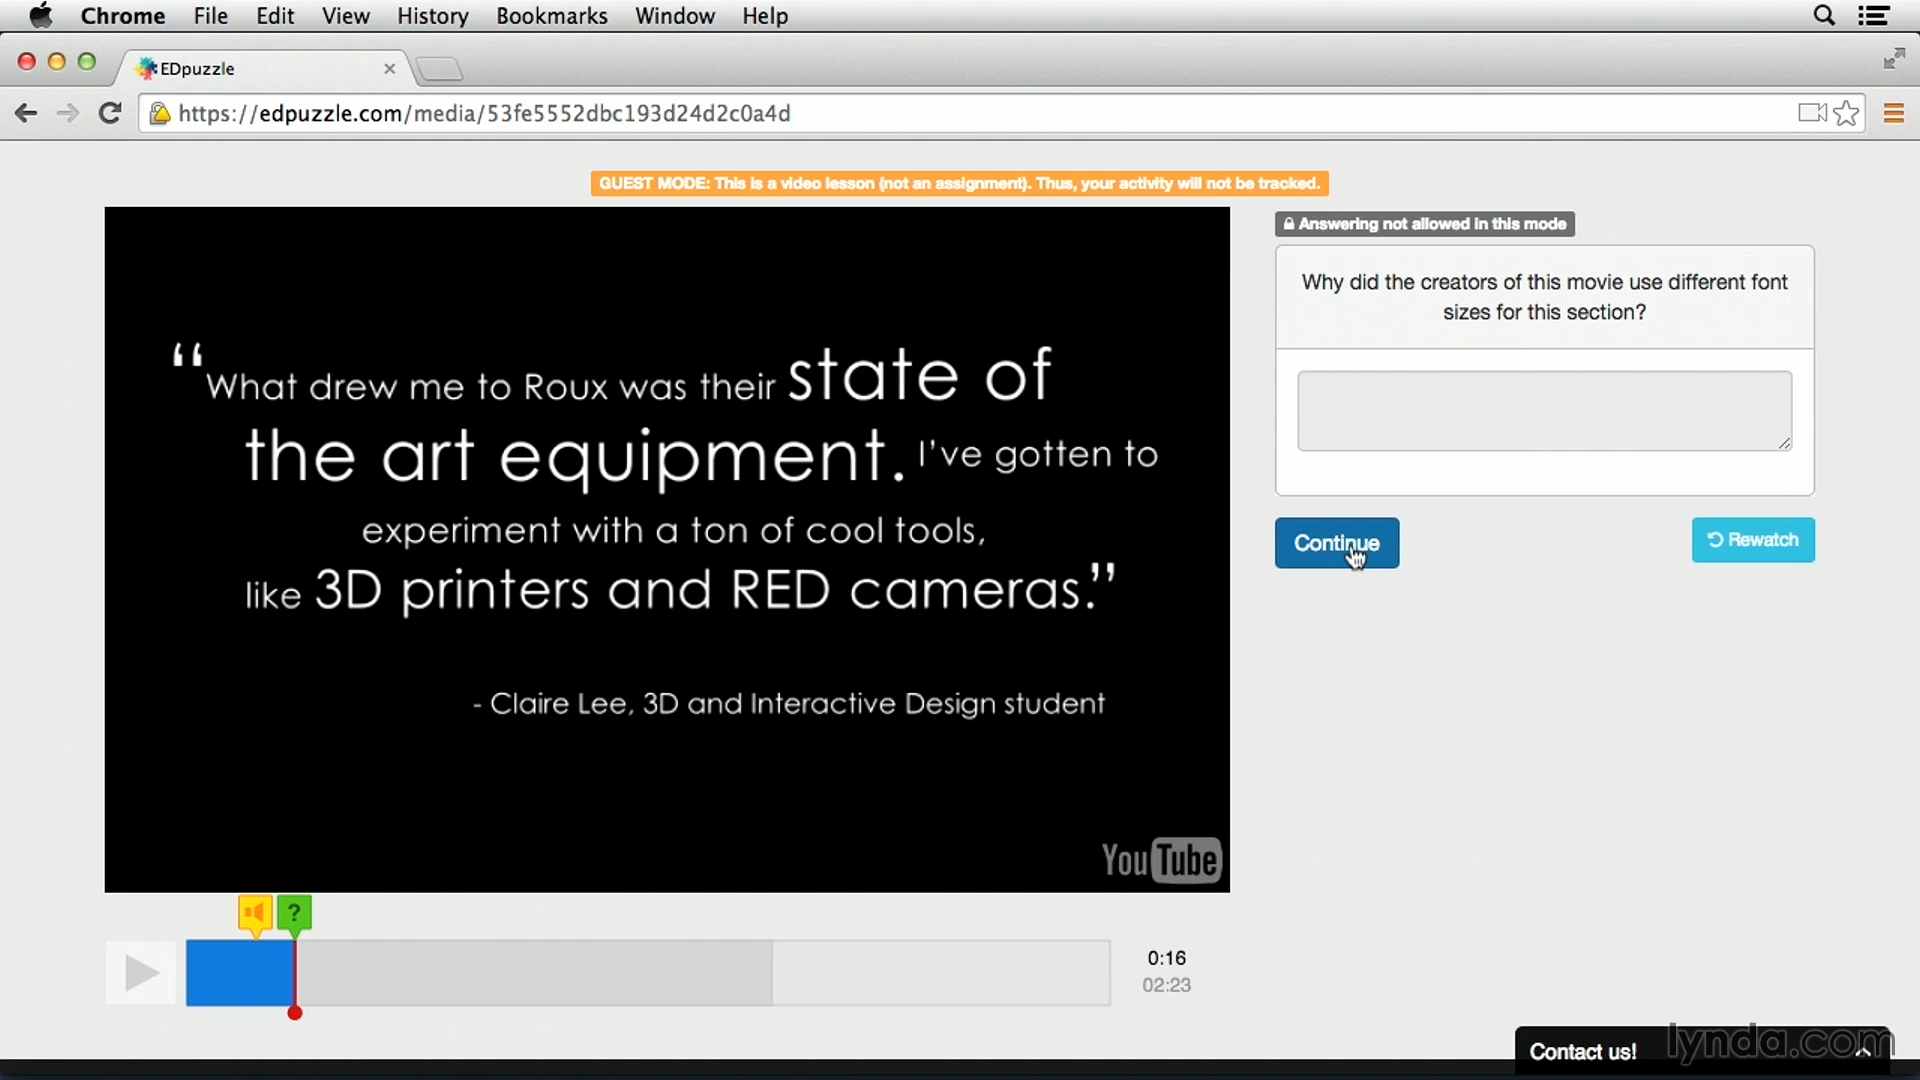 Chrome File Edit View History Bookmarks Window Help
EDpuzzle
https://edpuzzle.com/media/53fe5552dbc193d24d2c0a4d
GUEST MODE: This is a video lesson (not an assignment). Thus, your activity will not be tracked.
Answering not allowed in this mode
Why did the creators of this movie use different font
sizes for this section?
“What drew me to Roux was their state of
the art equipment. I've gotten to
experiment with a ton of cool tools,
like 3D printers and RED cameras.”
- Claire Lee, 3D and Interactive Design student
Continue
Rewatch
YouTube
?
0:16
02:23
Contact us!
lynda.com